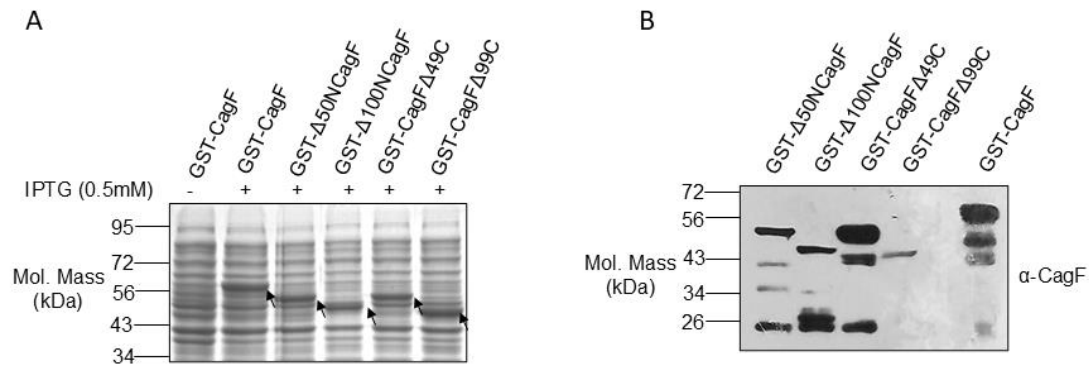 A
GST-CagF
GST-CagF
GST-Δ50NCagF
GST-Δ100NCagF
GST-CagFΔ49C
GST-CagFΔ99C
IPTG (0.5mM)
- + + + + +
95
72
56
43
34
Mol. Mass
(kDa)
B
GST-Δ50NCagF
GST-Δ100NCagF
GST-CagFΔ49C
GST-CagFΔ99C
GST-CagF
72
56
43
34
26
Mol. Mass
(kDa)
α-CagF